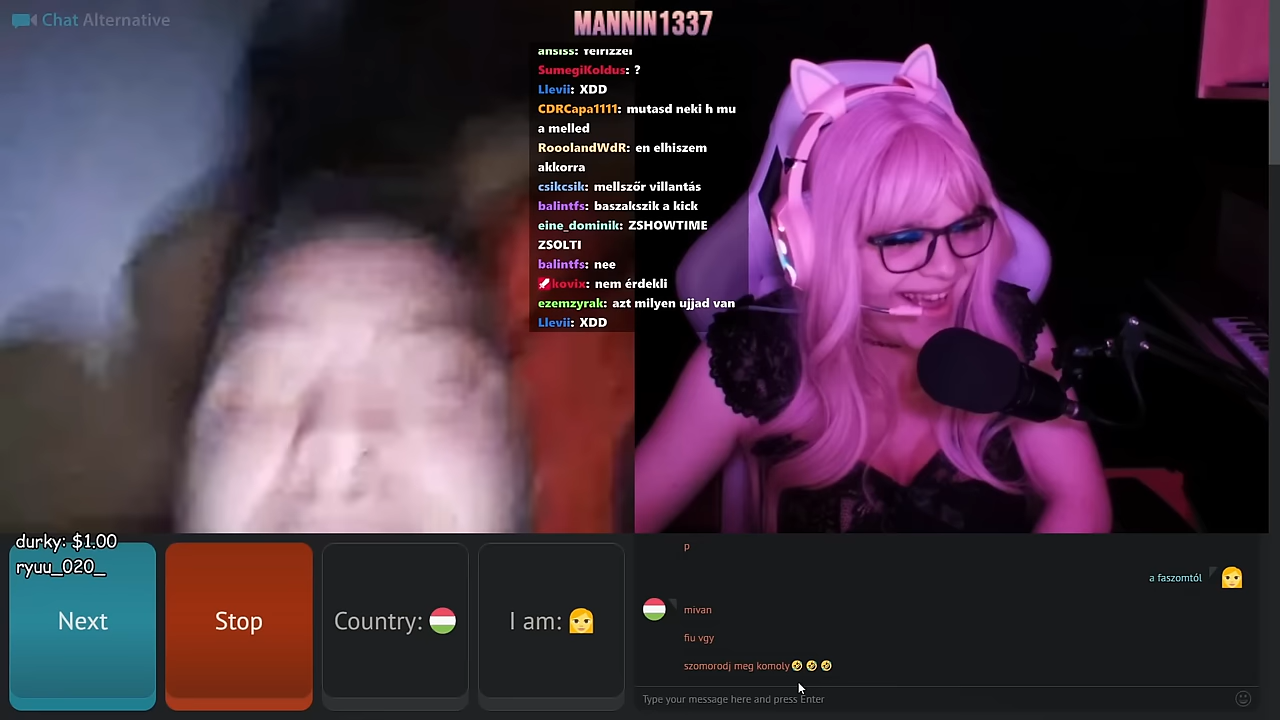 Chat Alternative
MANNIN1337
ansiss: felrizzel
SumegiKoldus: ?
Llevii: XDD
CDRCapa1111: mutasd neki h mu
a melled
RooolandWdR: en elhiszem
akkorra
csikcsik: mellszőr villantás
balintfs: baszakszik a kick
eine_dominik: ZSHOWTIME
ZSOLTI
balintfs: nee
kovix: nem érdekli
ezemzyrak: azt milyen ujjad van
Llevii: XDD
durky: $1.00
ryuu_020_
Next
Stop
Country:
I am:
p
a faszomtól
mivan
fiu vgy
szomorodj meg komoly🤣🤣🤣
Type your message here and press Enter